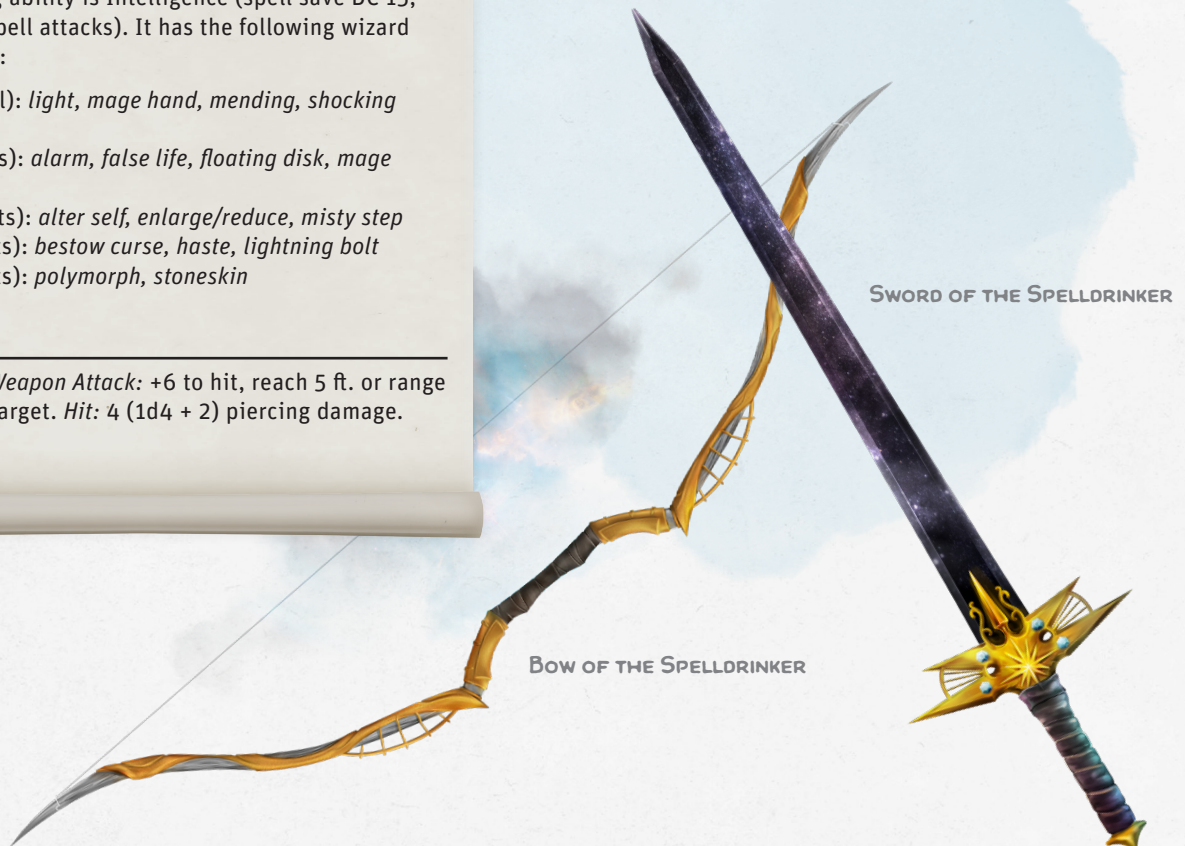 ability is Intelligence (spell save DC 15,
pell attacks). It has the following wizard
:
l): light, mage hand, mending, shocking
s): alarm, false life, floating disk, mage
ts): alter self, enlarge/reduce, misty step
ts): bestow curse, haste, lightning bolt
ts): polymorph, stoneskin
Weapon Attack: +6 to hit, reach 5 ft. or range
arget. Hit: 4 (1d4 + 2) piercing damage.
Sword of the Spelldrinker
Bow of the Spelldrinker